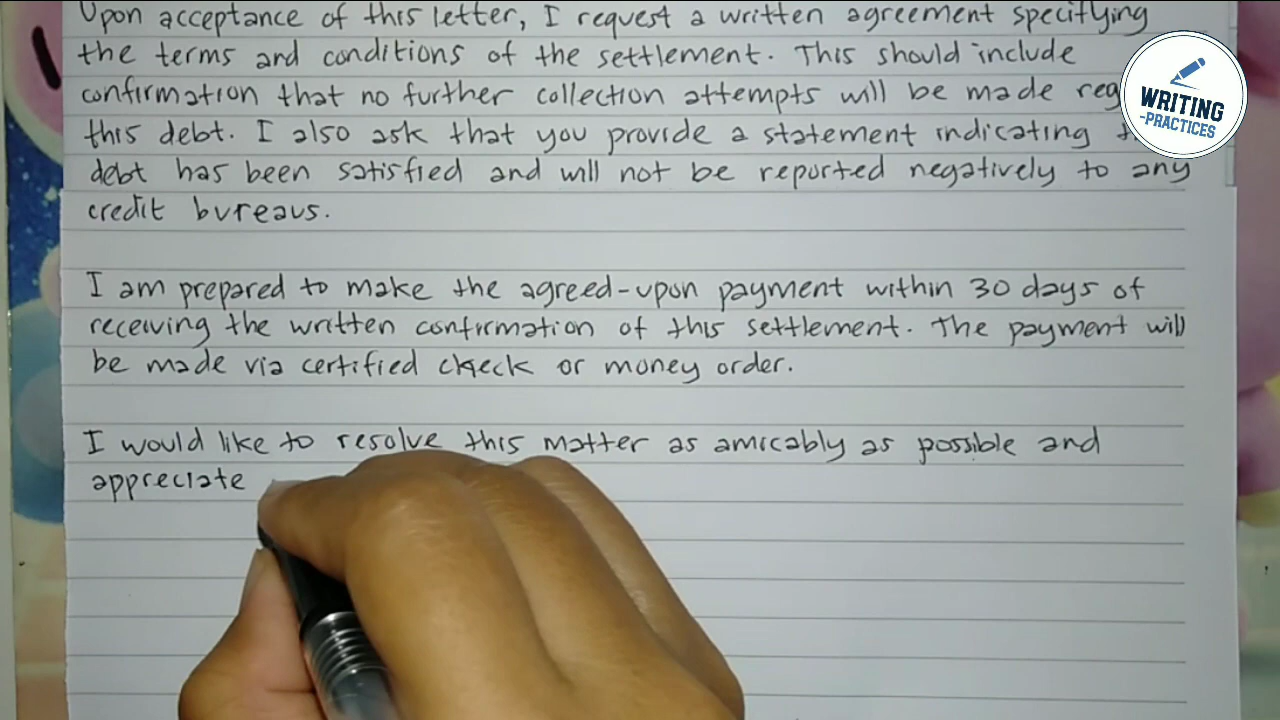 Upon acceptance of this letter, I request a written agreement specifying
the terms and conditions of the settlement. This should include
confirmation that no further collection attempts will be made reg
this debt. I also ask that you provide a statement indicating
debt has been satisfied and will not be reported negatively to any
credit bureaus.
I am prepared to make the agreed-upon payment within 30 days of
receiving the written confirmation of this settlement. The payment will
be made via certified check or money order.
I would like to resolve this matter as amicably as possible and
appreciate
WRITING
-PRACTICES